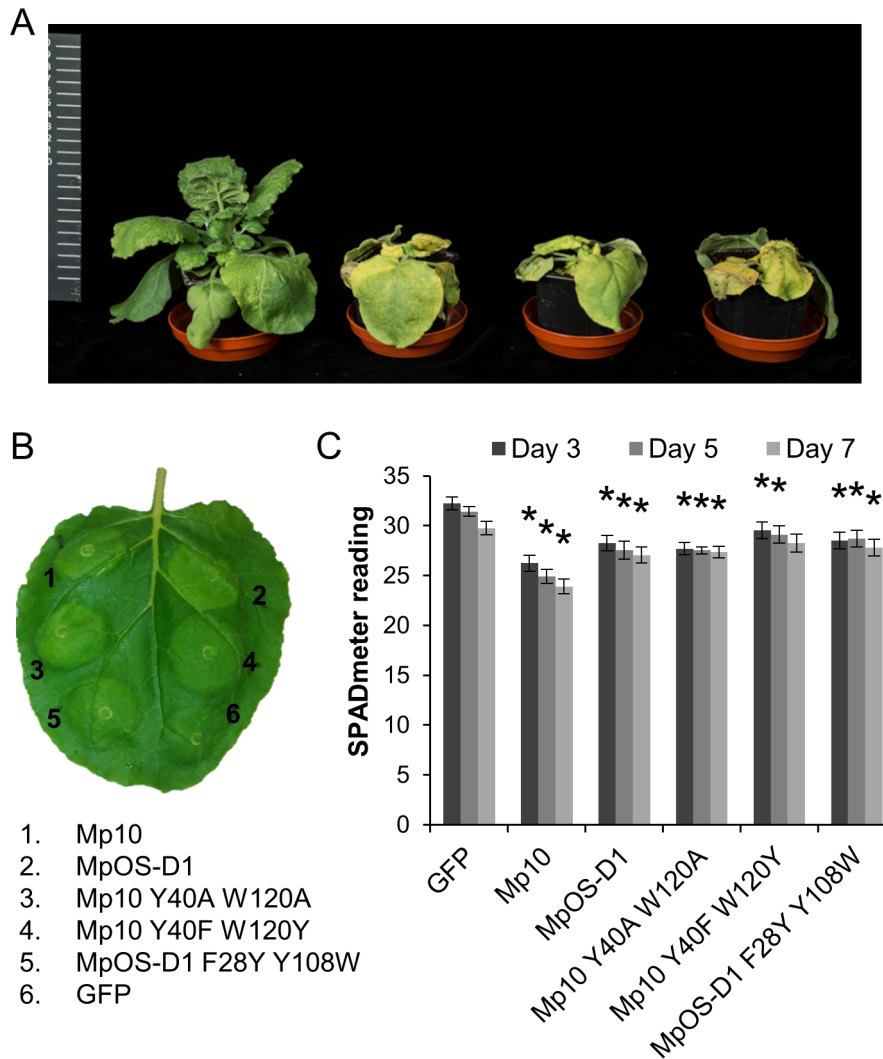 A
B
1
2
3
4
5
6
1. Mp10
2. MpOS-D1
3. Mp10 Y40A W120A
4. Mp10 Y40F W120Y
5. MpOS-D1 F28Y Y108W
6. GFP
C
Day 3 Day 5 Day 7
SPADmeter reading
35
30
25
20
15
10
5
0
* * *
* * *
* * *
* *
* * *
GFP
Mp10
MpOS-D1
Mp10 Y40A W120A
Mp10 Y40F W120Y
MpOS-D1 F28Y Y108W